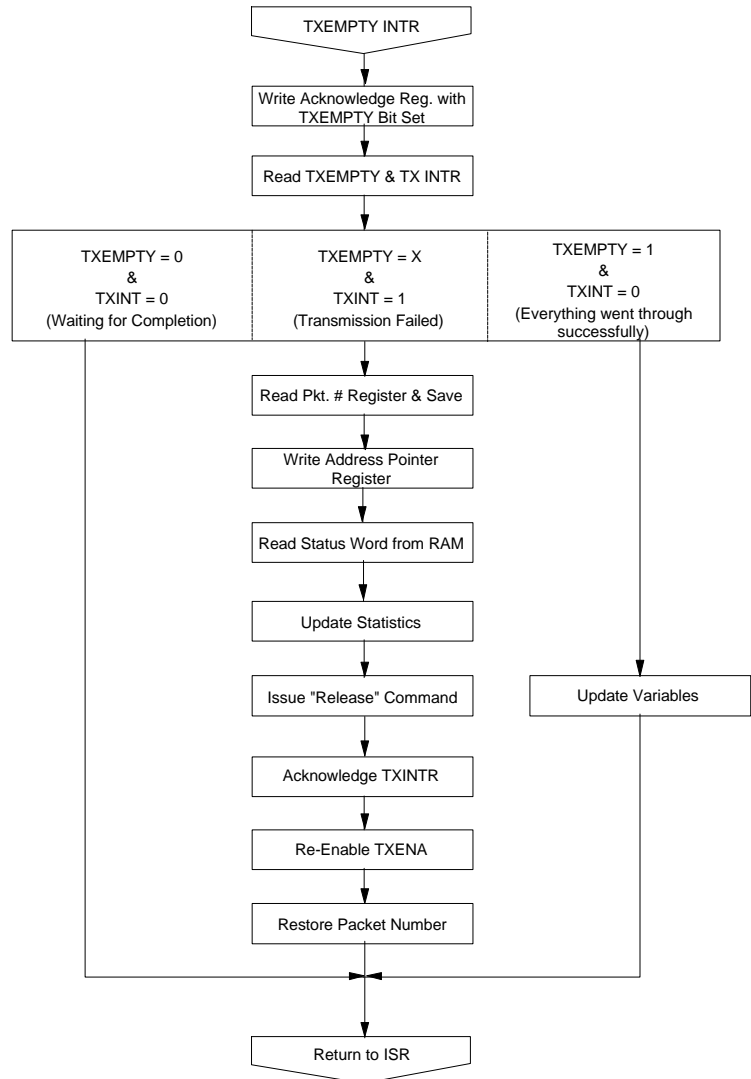 TXEMPTY INTR
Write Acknowledge Reg. with
TXEMPTY Bit Set
Read TXEMPTY & TX INTR
TXEMPTY = 0
&
TXINT = 0
(Waiting for Completion)
TXEMPTY = X
&
TXINT = 1
(Transmission Failed)
TXEMPTY = 1
&
TXINT = 0
(Everything went through
successfully)
Read Pkt. # Register & Save
Write Address Pointer
Register
Read Status Word from RAM
Update Statistics
Issue "Release" Command
Update Variables
Acknowledge TXINTR
Re-Enable TXENA
Restore Packet Number
Return to ISR